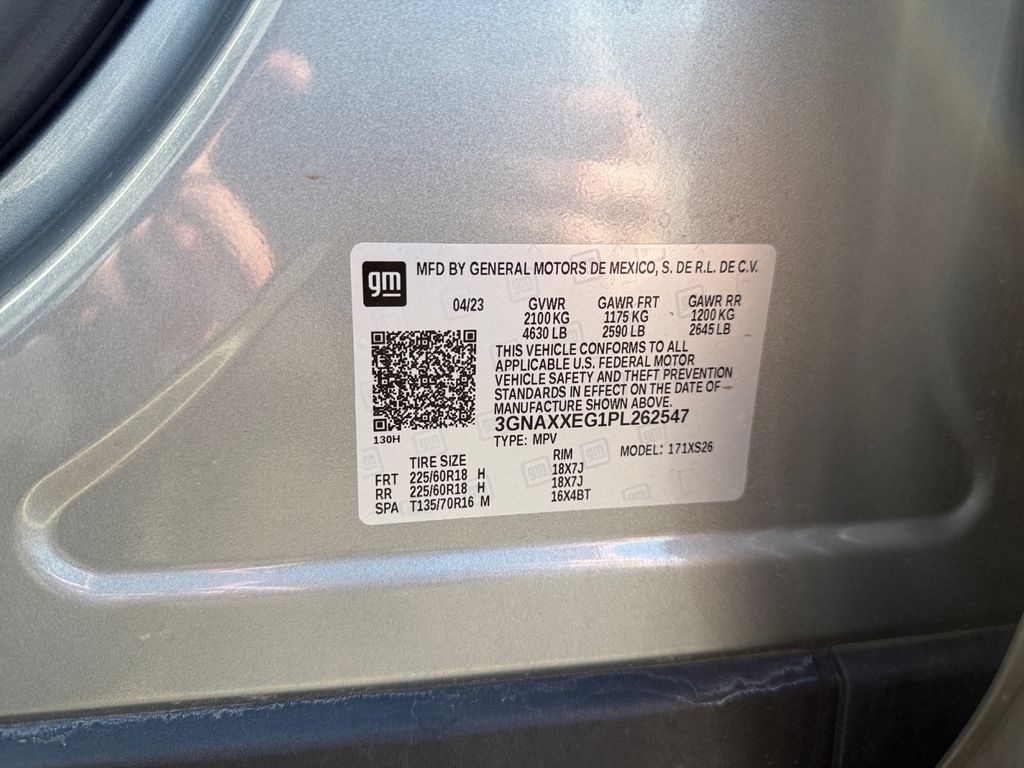 gm MFD BY GENERAL MOTORS DE MEXICO, S. DE R.L. DE C.V.
04/23 GVWR GAWR FRT GAWR RR
2100 KG 1175 KG 1200 KG
4630 LB 2590 LB 2645 LB
THIS VEHICLE CONFORMS TO ALL
APPLICABLE U.S. FEDERAL MOTOR
VEHICLE SAFETY AND THEFT PREVENTION
STANDARDS IN EFFECT ON THE DATE OF
MANUFACTURE SHOWN ABOVE.
3GNAXXEG1PL262547
130H
TYPE: MPV MODEL: 171XS26
TIRE SIZE RIM
FRT 225/60R18 H 18X7J
RR 225/60R18 H 18X7J
SPA T135/70R16 M 16X4BT